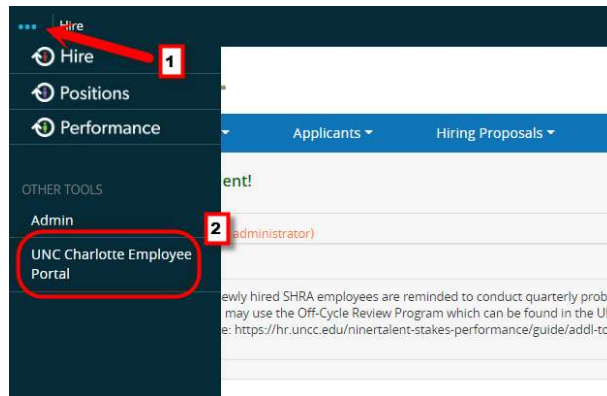 ••• Hire
1
Hire
Positions
Performance
Applicants Hiring Proposals
ent!
OTHER TOOLS
Admin
2
administrator)
UNC Charlotte Employee
Portal
ewly hired SHRA employees are reminded to conduct quarterly prob
may use the Off-Cycle Review Program which can be found in the U
e: https://hr.uncc.edu/ninertalent-stakes-performance/guide/addl-to